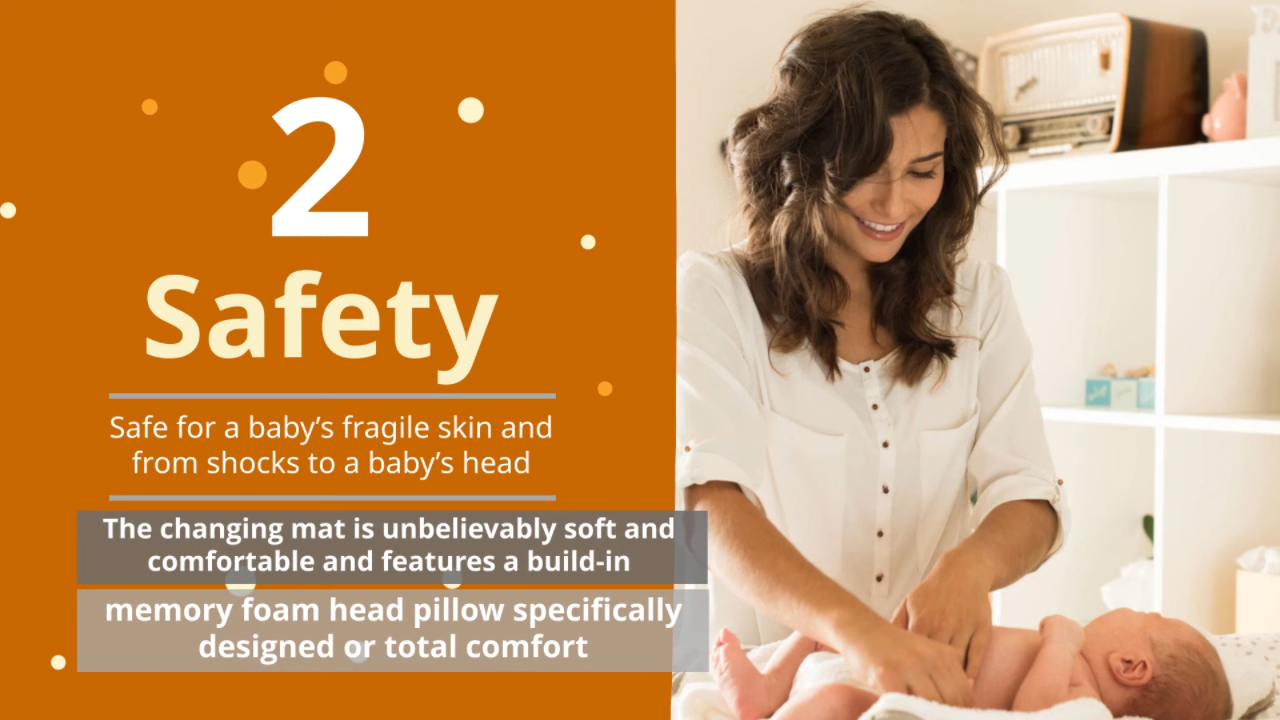 2
Safety
Safe for a baby’s fragile skin and
from shocks to a baby’s head
The changing mat is unbelievably soft and
comfortable and features a build-in
memory foam head pillow specifically
designed or total comfort